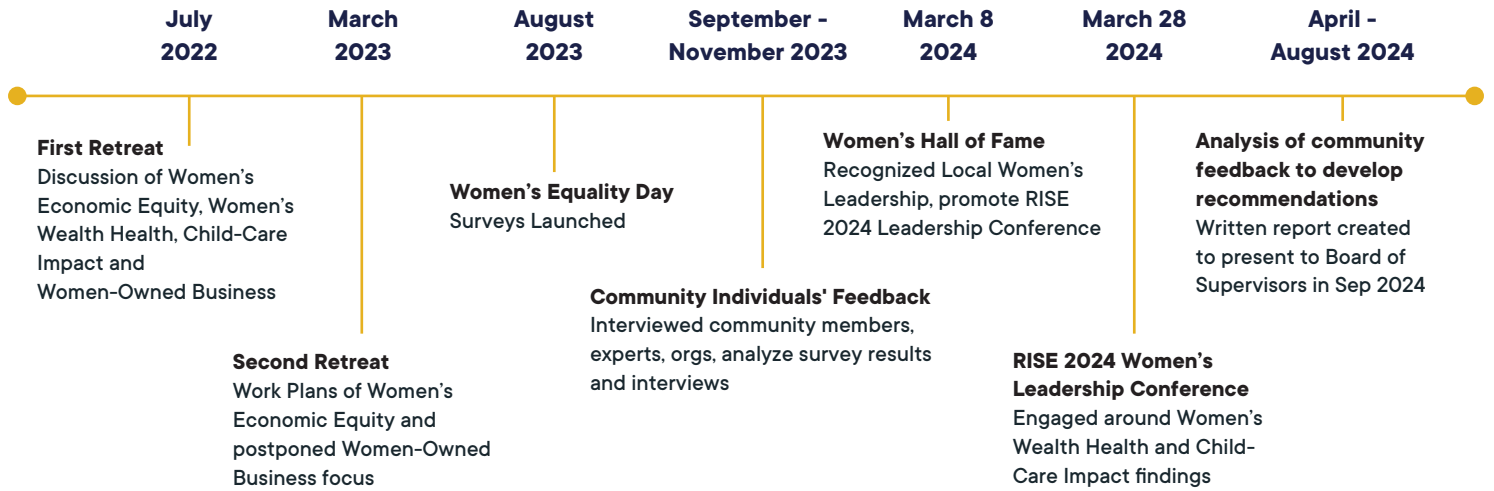 July
2022
March
2023
August
2023
September -
November 2023
March 8
2024
March 28
2024
April -
August 2024
First Retreat
Discussion of Women’s
Economic Equity, Women’s
Wealth Health, Child-Care
Impact and
Women-Owned Business
Second Retreat
Work Plans of Women’s
Economic Equity and
postponed Women-Owned
Business focus
Women’s Equality Day
Surveys Launched
Community Individuals' Feedback
Interviewed community members,
experts, orgs, analyze survey results
and interviews
Women’s Hall of Fame
Recognized Local Women’s
Leadership, promote RISE
2024 Leadership Conference
RISE 2024 Women’s
Leadership Conference
Engaged around Women’s
Wealth Health and Child-
Care Impact findings
Analysis of community
feedback to develop
recommendations
Written report created
to present to Board of
Supervisors in Sep 2024